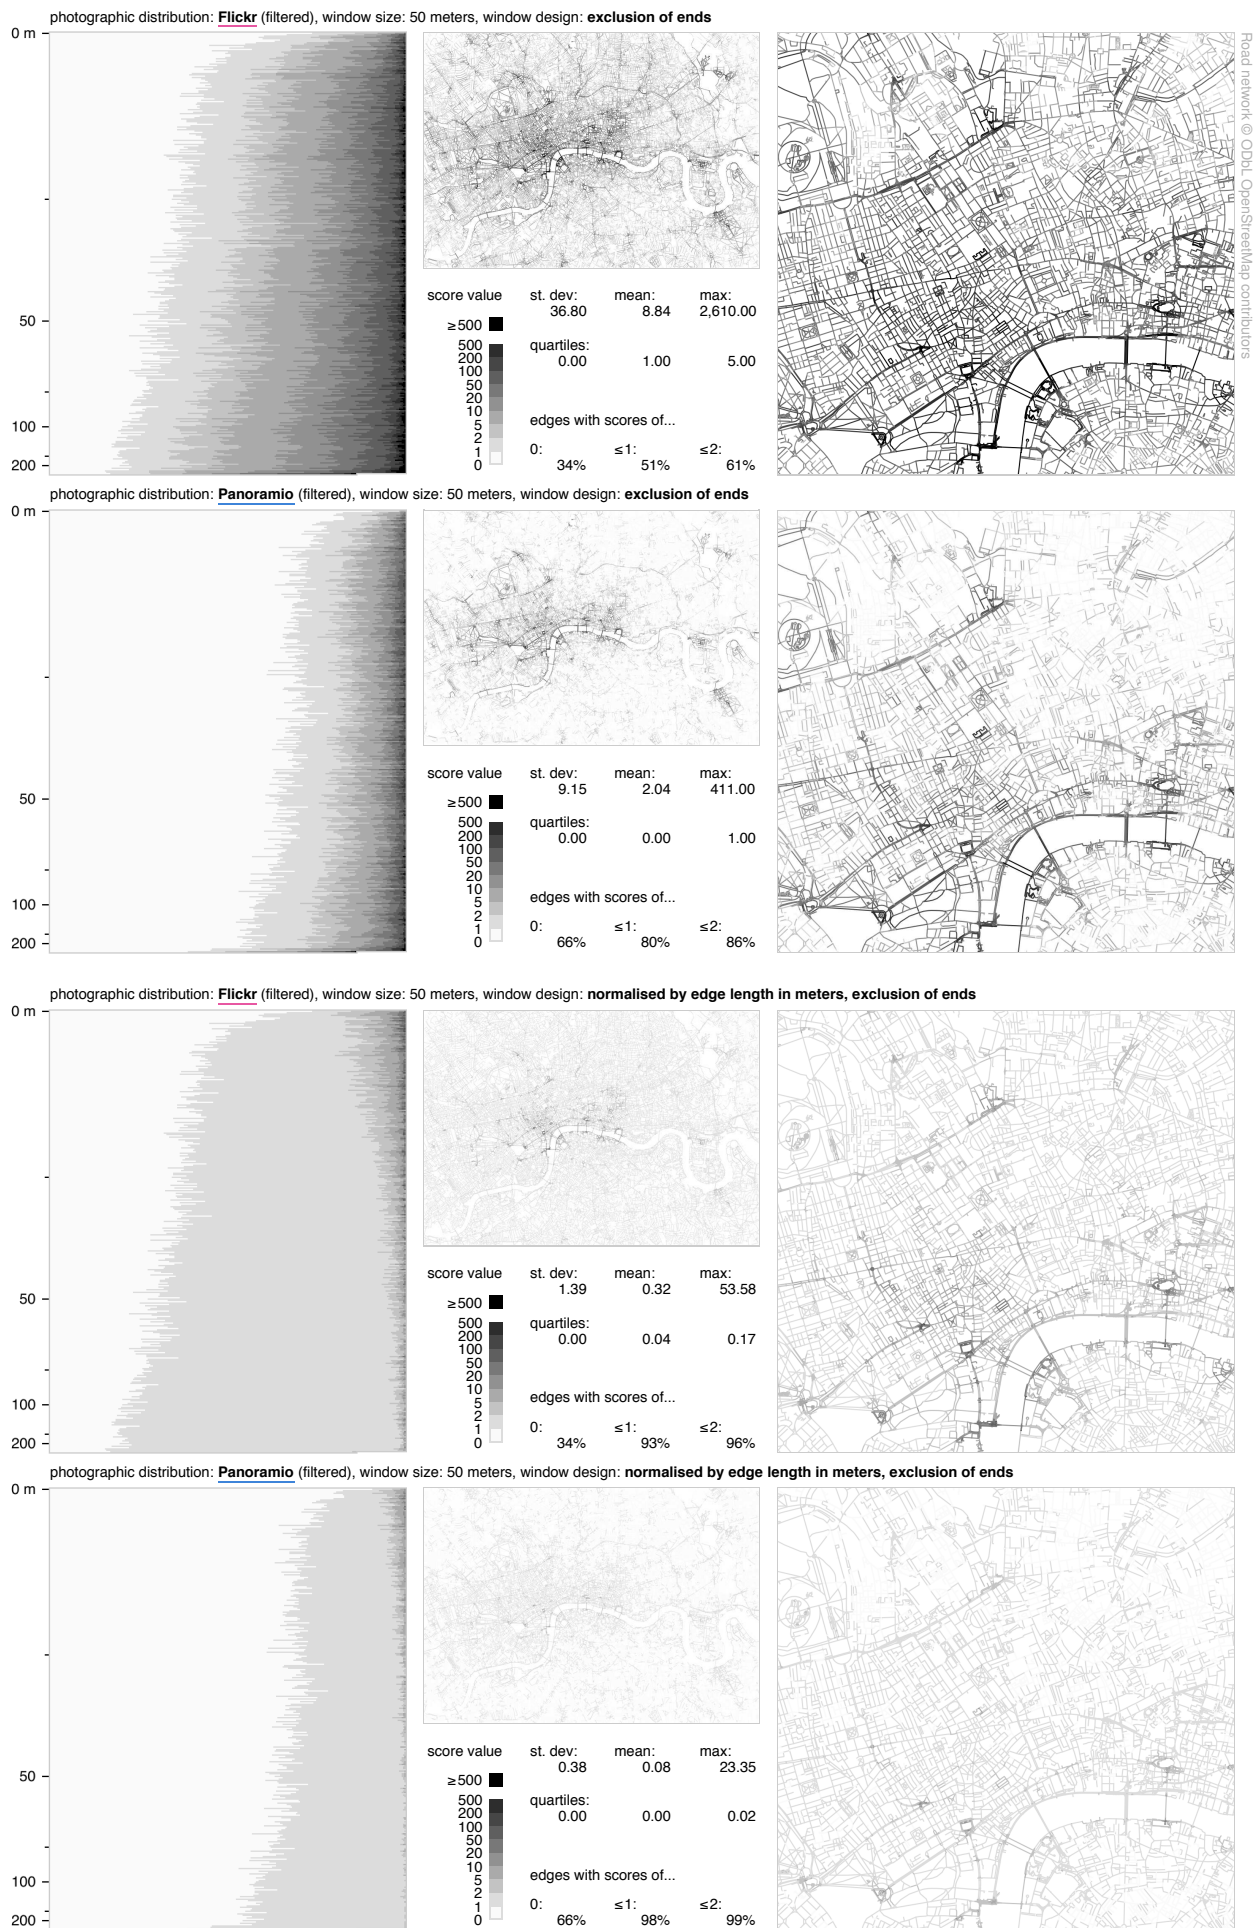 photographic distribution: Flickr (filtered), window size: 50 meters, window design: exclusion of ends
0 m
50
100
200
score value
≥500
500
200
100
50
20
10
5
2
1
0
st. dev: mean: max:
36.80 8.84 2,610.00
quartiles:
0.00 1.00 5.00
edges with scores of...
0: ≤1: ≤2:
34% 51% 61%
Road network © ODbL OpenStreetMap contributors
photographic distribution: Panoramio (filtered), window size: 50 meters, window design: exclusion of ends
0 m
50
100
200
score value
≥500
500
200
100
50
20
10
5
2
1
0
st. dev: mean: max:
9.15 2.04 411.00
quartiles:
0.00 0.00 1.00
edges with scores of...
0: ≤1: ≤2:
66% 80% 86%
photographic distribution: Flickr (filtered), window size: 50 meters, window design: normalised by edge length in meters, exclusion of ends
0 m
50
100
200
score value
≥500
500
200
100
50
20
10
5
2
1
0
st. dev: mean: max:
1.39 0.32 53.58
quartiles:
0.00 0.04 0.17
edges with scores of...
0: ≤1: ≤2:
34% 93% 96%
photographic distribution: Panoramio (filtered), window size: 50 meters, window design: normalised by edge length in meters, exclusion of ends
0 m
50
100
200
score value
≥500
500
200
100
50
20
10
5
2
1
0
st. dev: mean: max:
0.38 0.08 23.35
quartiles:
0.00 0.00 0.02
edges with scores of...
0: ≤1: ≤2:
66% 98% 99%